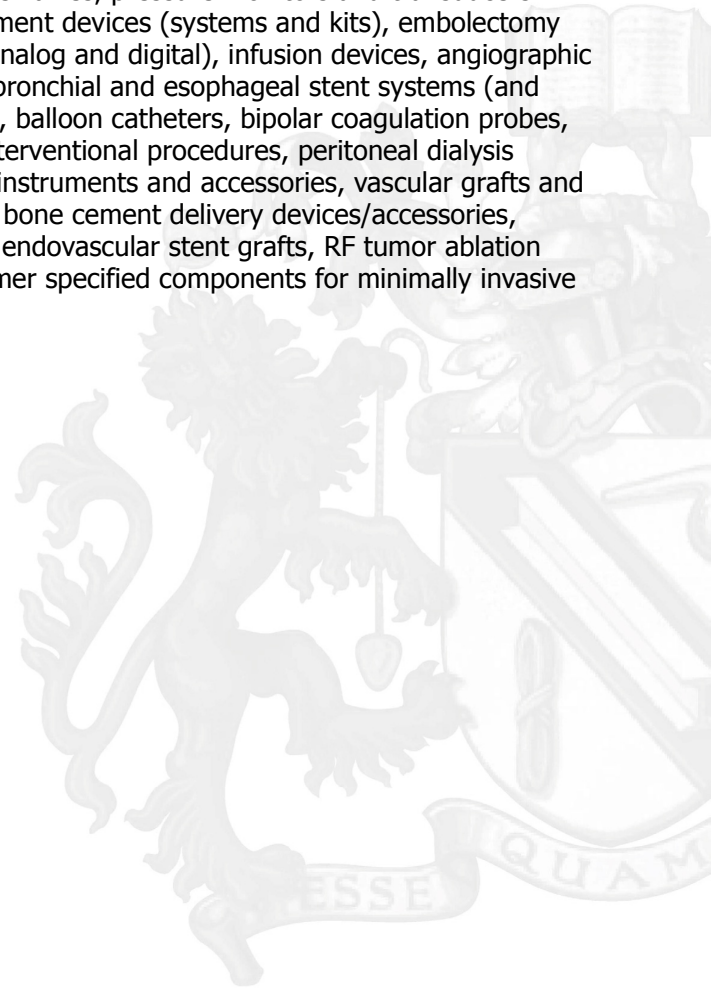 ment devices (systems and kits), embolectomy
nalog and digital), infusion devices, angiographic
bronchial and esophageal stent systems (and
, balloon catheters, bipolar coagulation probes,
terventional procedures, peritoneal dialysis
instruments and accessories, vascular grafts and
bone cement delivery devices/accessories,
endovascular stent grafts, RF tumor ablation
mer specified components for minimally invasive
ESSE
QUAM